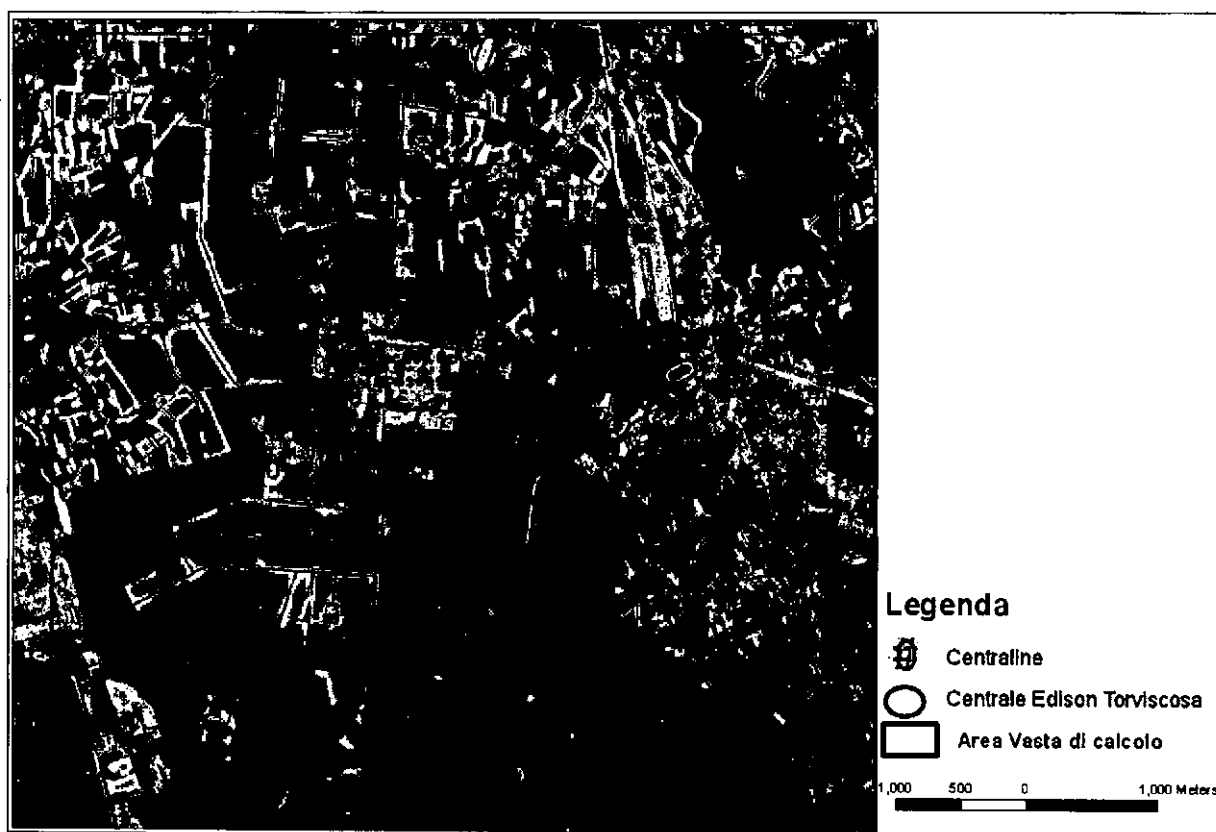 Legenda
Centraline
Centrale Edison Torviscosa
Area Vasta di calcolo
1,000 500 0 1,000 Meters